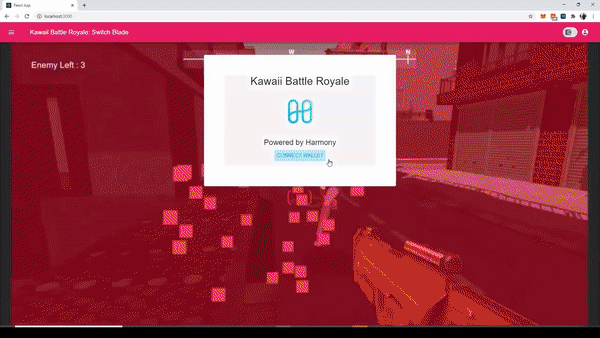 React App
localhost:3000
Kawaii Battle Royale: Switch Blade
W
N
Enemy Left : 3
Kawaii Battle Royale
Powered by Harmony
CONNECT WALLET